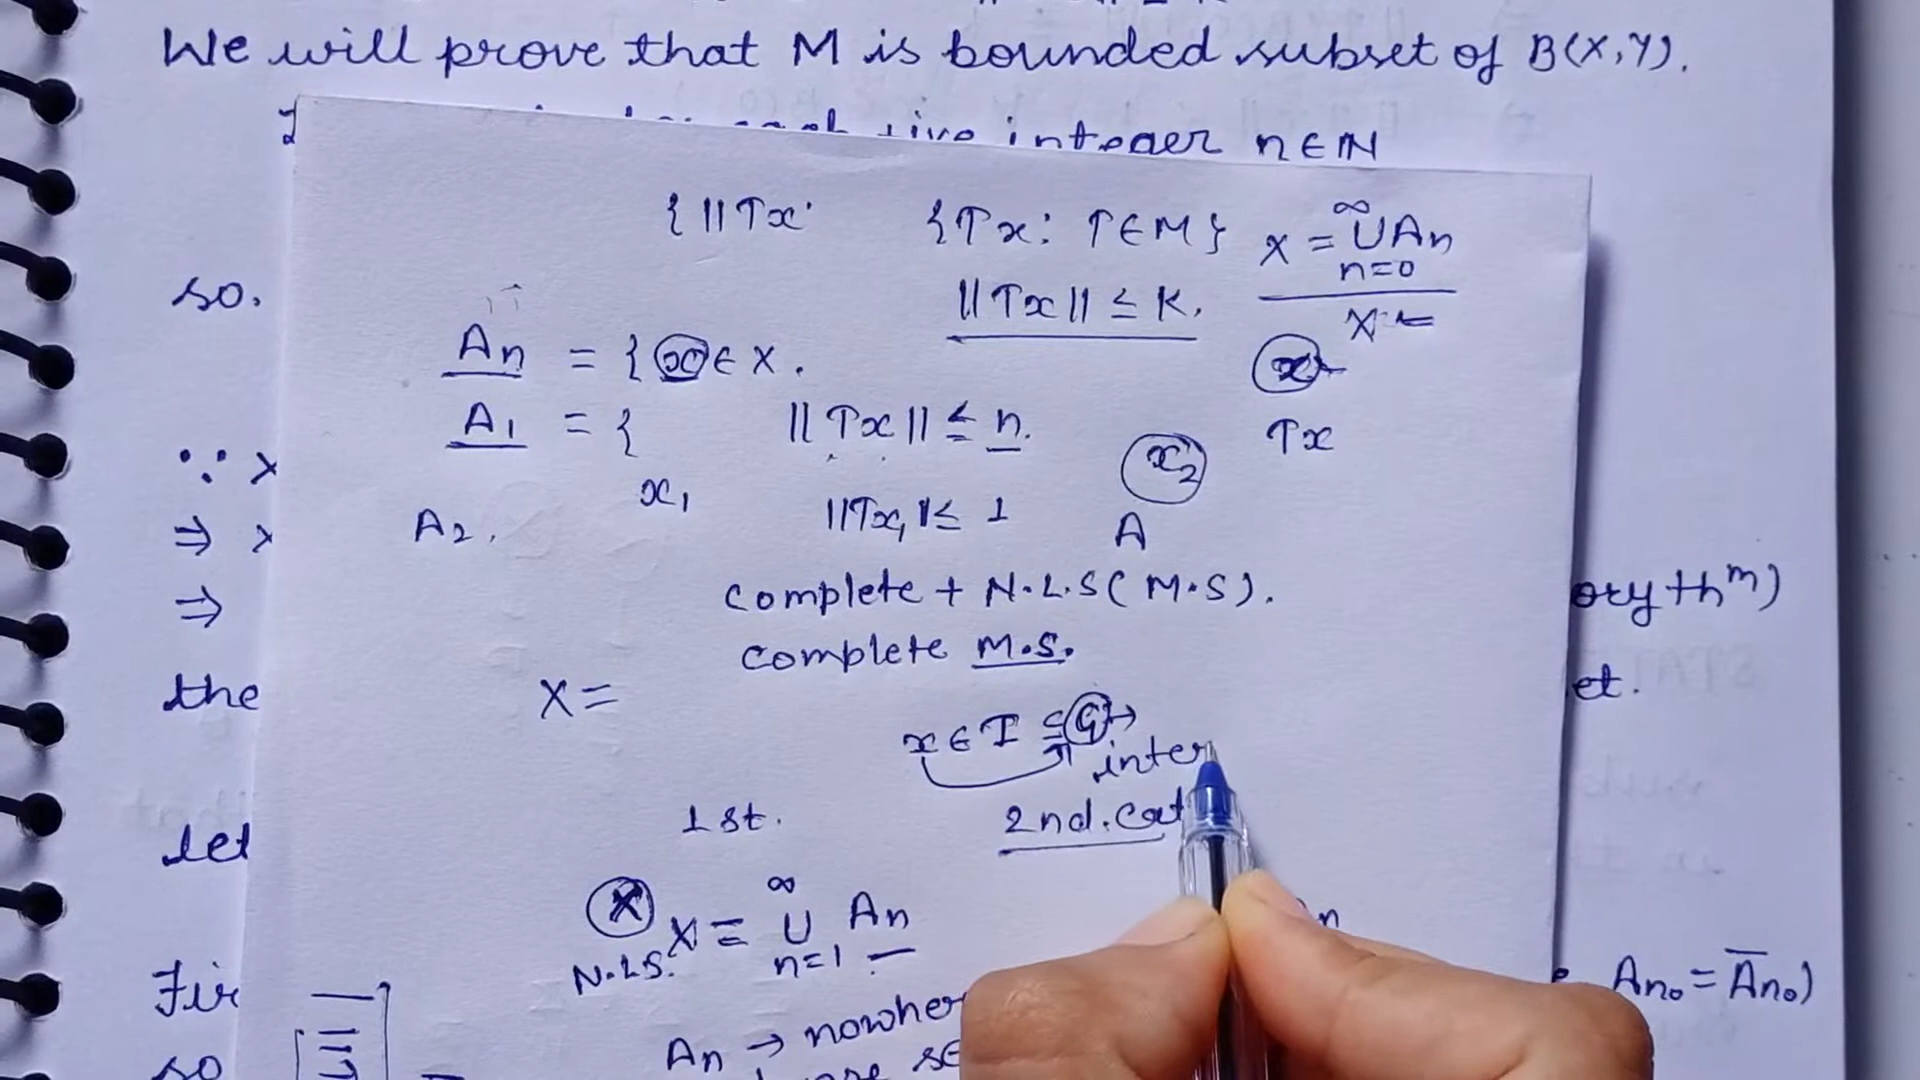 We will prove that M is bounded subset of B(X,Y).
integer n∈ℕ
{||Tx {Tx: T∈M} X = ∞∪n=0 An
so. ||Tx|| ≤ K. X
An = {x∈X. x
A1 = { ||Tx|| ≤ n. x2 Tx
∵ x
x1
A2. ||Tx1|| ≤ 1 A
⇒ x
complete + N.L.S(M.S). ory thm)
⇒
complete M.S.
the X = et.
x ∈ I ⊆ G →
inter
1st. 2nd. cat
let
X X = ∞∪n=1 An n
N.L.S.
Fir An0 = A̅n0)
An → nowher
so se